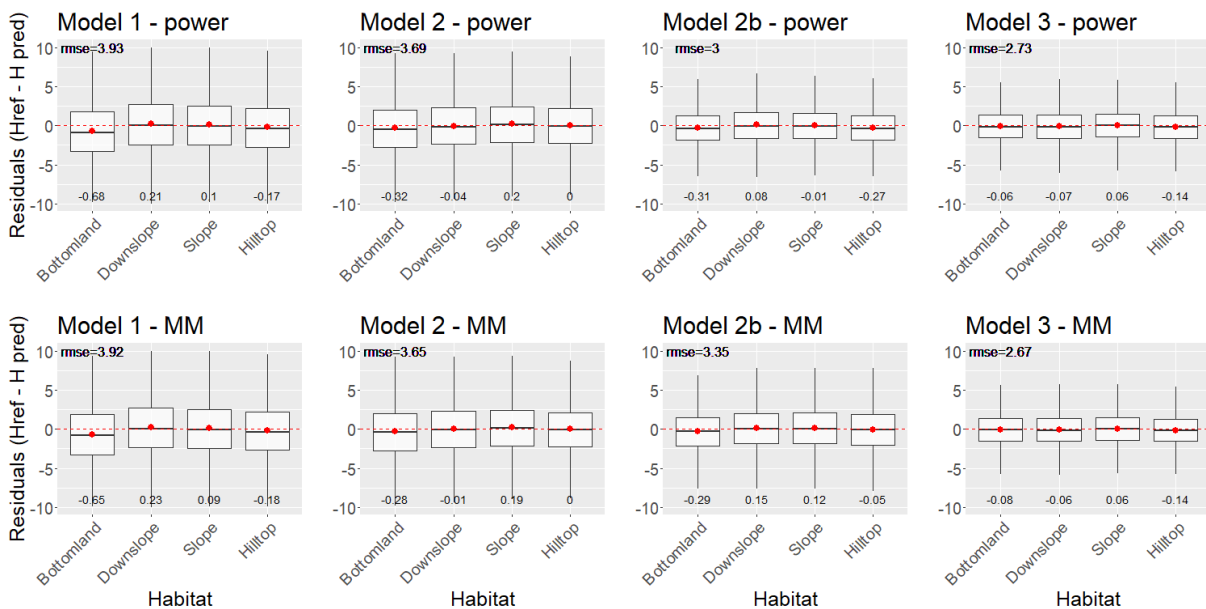 Model 1 - power
Model 2 - power
Model 2b - power
Model 3 - power
Residuals (Href - H pred)
10
5
0
-5
-10
rmse=3.93
-0.68 0.21 0.1 -0.17
Bottomland
Downslope
Slope
Hilltop
10
5
0
-5
-10
rmse=3.69
-0.32 -0.04 0.2 0
Bottomland
Downslope
Slope
Hilltop
10
5
0
-5
-10
rmse=3
-0.31 0.08 -0.01 -0.27
Bottomland
Downslope
Slope
Hilltop
10
5
0
-5
-10
rmse=2.73
-0.06 -0.07 0.06 -0.14
Bottomland
Downslope
Slope
Hilltop
Model 1 - MM
Model 2 - MM
Model 2b - MM
Model 3 - MM
Residuals (Href - H pred)
10
5
0
-5
-10
rmse=3.92
-0.65 0.23 0.09 -0.18
Bottomland
Downslope
Slope
Hilltop
Habitat
10
5
0
-5
-10
rmse=3.65
-0.28 -0.01 0.19 0
Bottomland
Downslope
Slope
Hilltop
Habitat
10
5
0
-5
-10
rmse=3.35
-0.29 0.15 0.12 -0.05
Bottomland
Downslope
Slope
Hilltop
Habitat
10
5
0
-5
-10
rmse=2.67
-0.08 -0.06 0.06 -0.14
Bottomland
Downslope
Slope
Hilltop
Habitat